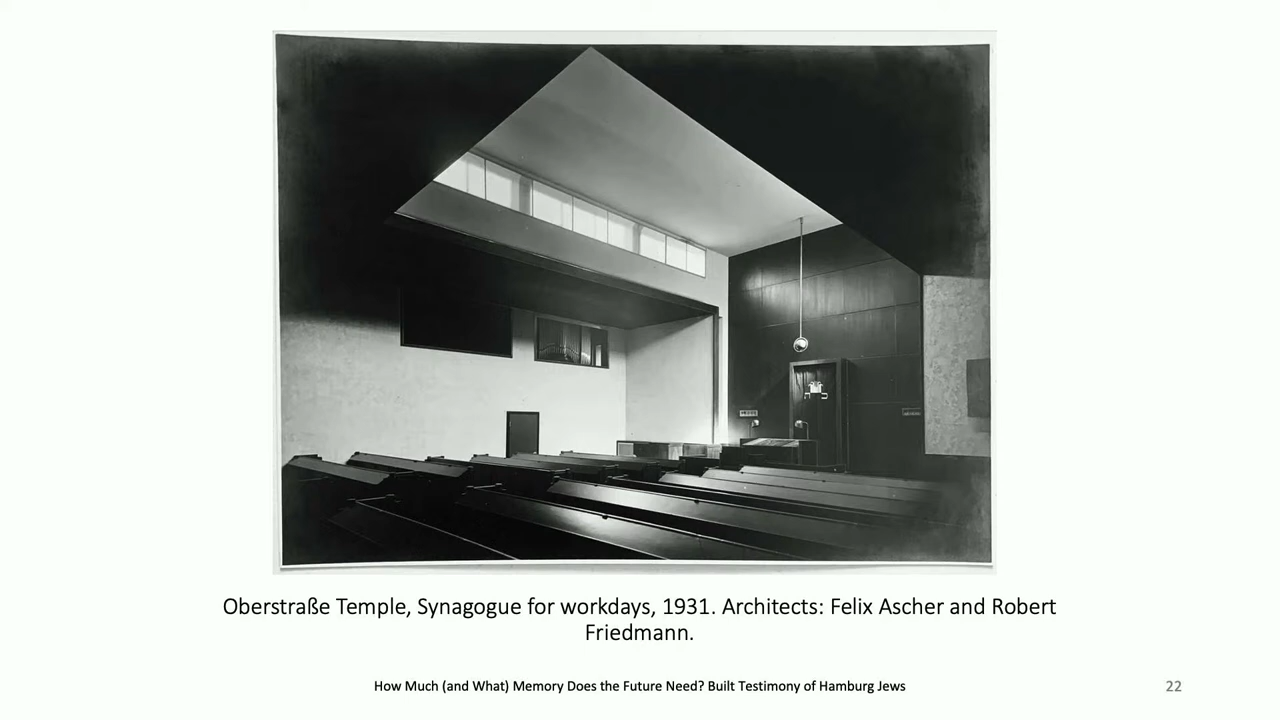 Oberstraße Temple, Synagogue for workdays, 1931. Architects: Felix Ascher and Robert
Friedmann.
How Much (and What) Memory Does the Future Need? Built Testimony of Hamburg Jews
22